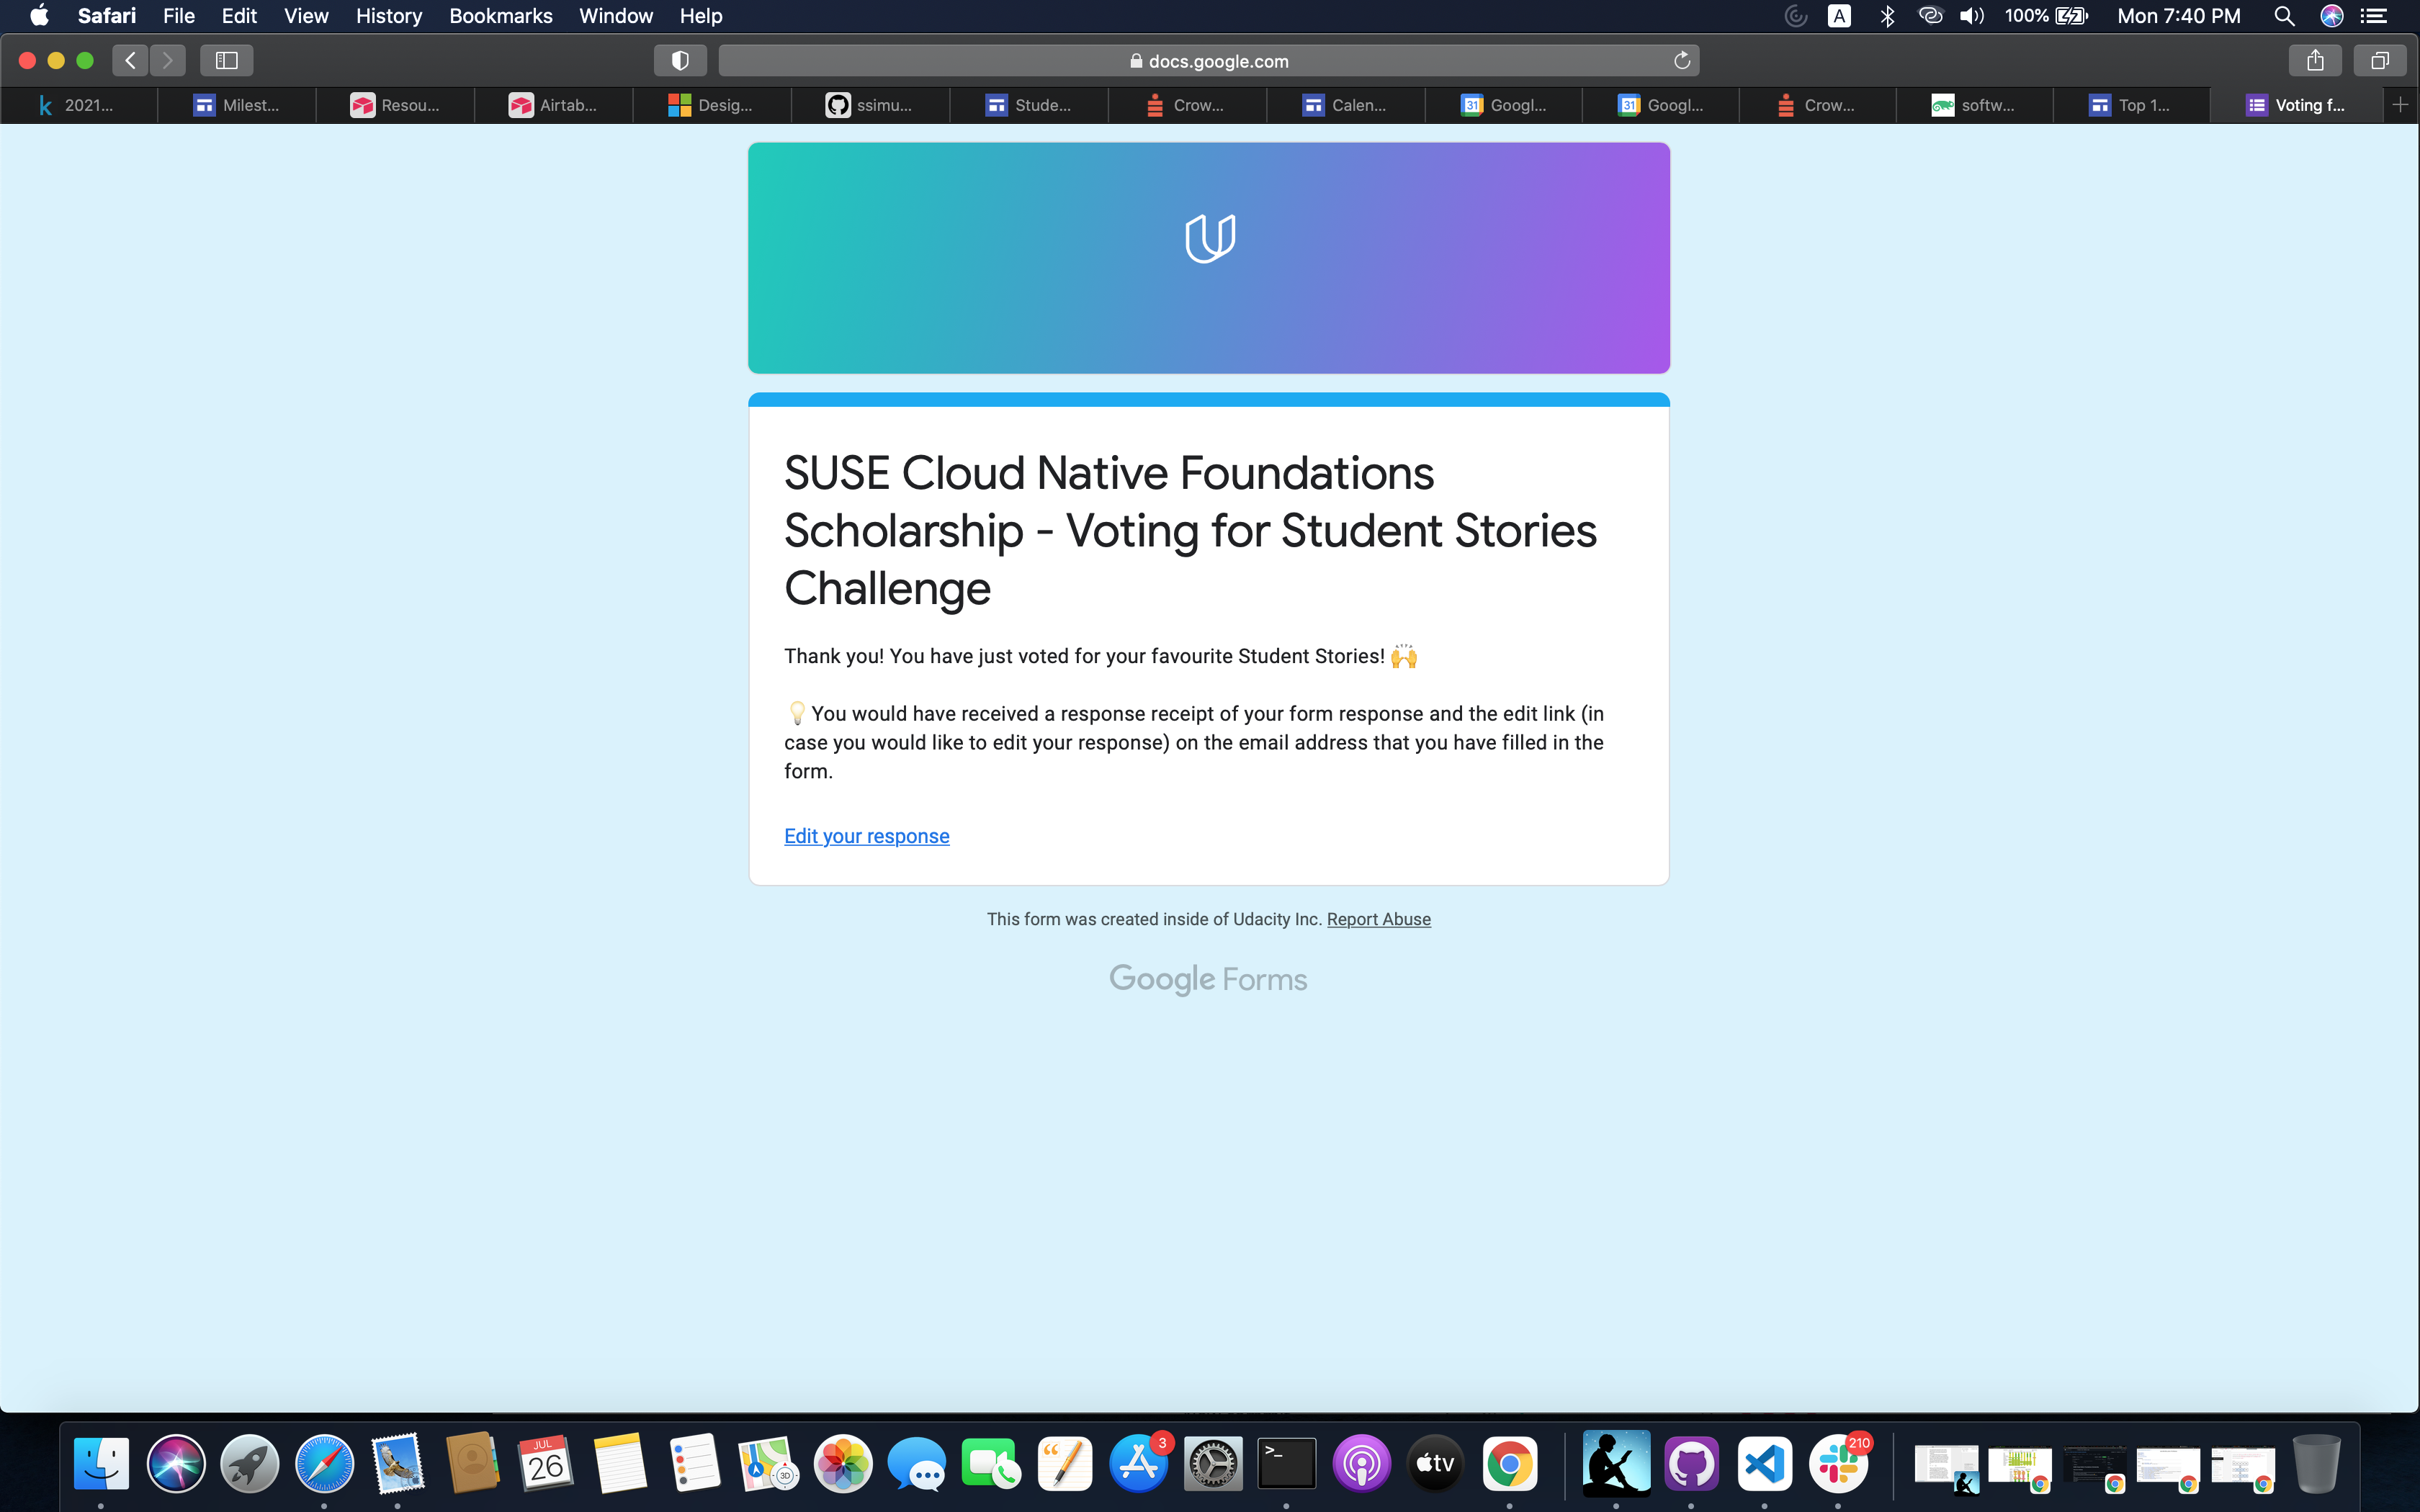 Safari File Edit View History Bookmarks Window Help
A 100% Mon 7:40 PM
docs.google.com
2021... Milest... Resou... Airtab... Desig... ssimu... Stude... Crow... Calen... 31 Googl... 31 Googl... Crow... softw... Top 1... Voting f...
SUSE Cloud Native Foundations
Scholarship - Voting for Student Stories
Challenge
Thank you! You have just voted for your favourite Student Stories! 🙌
💡You would have received a response receipt of your form response and the edit link (in
case you would like to edit your response) on the email address that you have filled in the
form.
Edit your response
This form was created inside of Udacity Inc. Report Abuse
Google Forms
JUL
26
3D
3
>_
tv
210